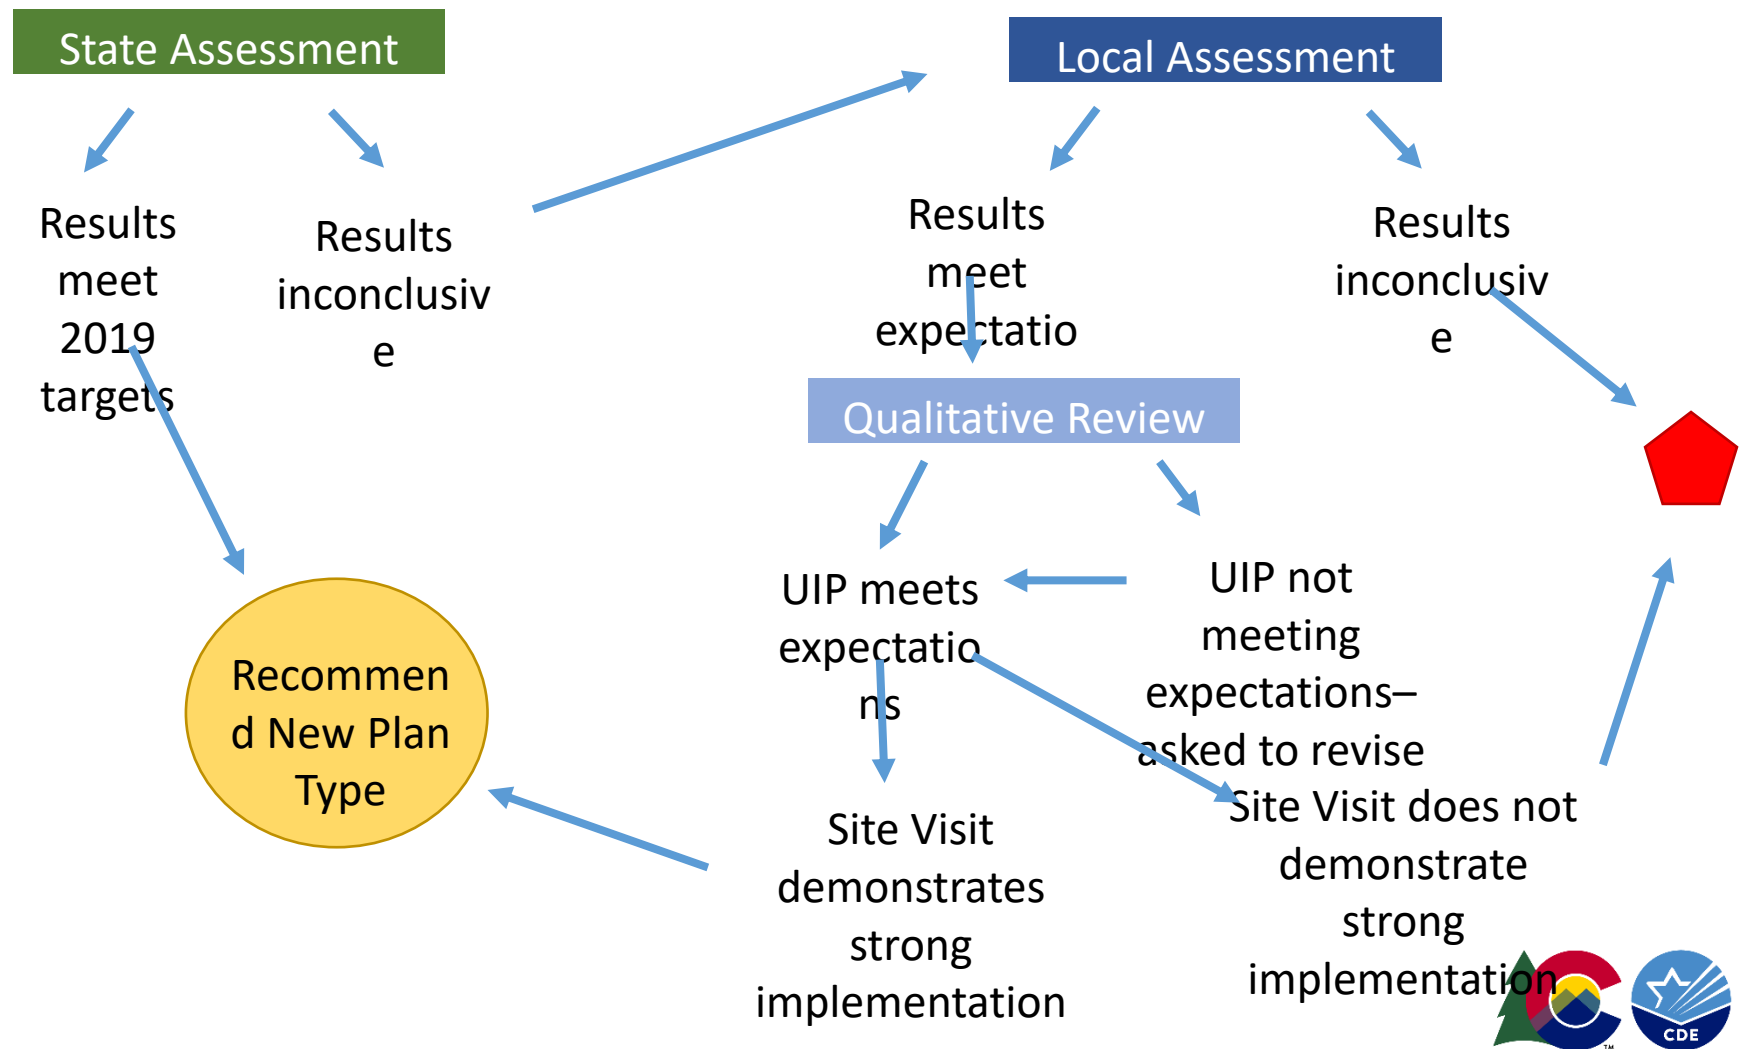 State Assessment
Local Assessment
Results
meet
2019
targets
Results
inconclusiv
e
Results
meet
expectatio
Results
inconclusiv
e
Qualitative Review
UIP meets
expectatio
ns
UIP not
meeting
expectations–
asked to revise
Recommen
d New Plan
Type
Site Visit
demonstrates
strong
implementation
Site Visit does not
demonstrate
strong
implementation
CDE
TM